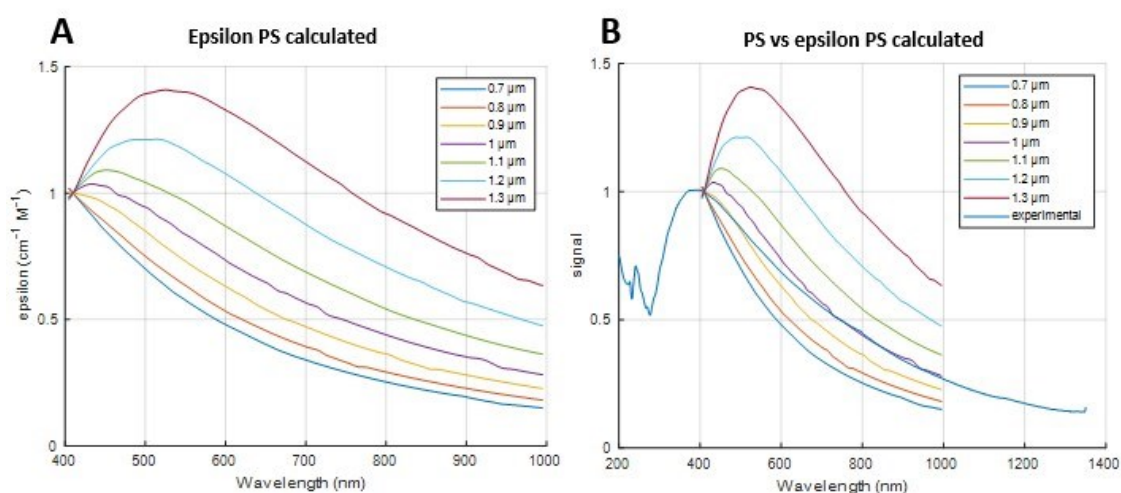 A
Epsilon PS calculated
1.5
1
0.5
0
epsilon (cm⁻¹ M⁻¹)
0.7 µm
0.8 µm
0.9 µm
1 µm
1.1 µm
1.2 µm
1.3 µm
400 500 600 700 800 900 1000
Wavelength (nm)
B
PS vs epsilon PS calculated
1.5
1
0.5
0
signal
0.7 µm
0.8 µm
0.9 µm
1 µm
1.1 µm
1.2 µm
1.3 µm
experimental
200 400 600 800 1000 1200 1400
Wavelength (nm)